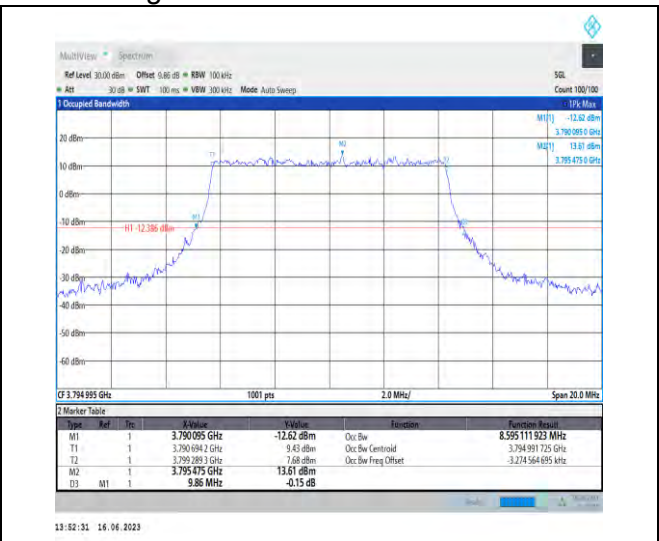 MultiView Spectrum
Ref Level 30.00 dBm Offset 9.86 dB RBW 100 kHz SGL
Att 30 dB SWT 100 ms VBW 300 kHz Mode Auto Sweep Count 100/100
1 Occupied Bandwidth 1Pk Max
M1[1] -12.62 dBm
3.790 095 0 GHz
M2[1] 13.61 dBm
3.795 475 0 GHz
20 dBm
10 dBm
0 dBm
-10 dBm
H1 -12.386 dBm
-20 dBm
-30 dBm
-40 dBm
-50 dBm
-60 dBm
M2
T2
M1
CF 3.794 995 GHz 1001 pts 2.0 MHz/ Span 20.0 MHz
2 Marker Table
Type Ref Trc X-Value Y-Value Function Function Result
M1 1 3.790 095 GHz -12.62 dBm Occ Bw 8.595 111 923 MHz
T1 1 3.790 694 2 GHz 9.43 dBm Occ Bw Centroid 3.794 991 725 GHz
T2 1 3.799 289 3 GHz 7.68 dBm Occ Bw Freq Offset -3.274 564 695 kHz
M2 1 3.795 475 GHz 13.61 dBm
D3 M1 1 9.86 MHz -0.15 dB
13:52:31 16.06.2023